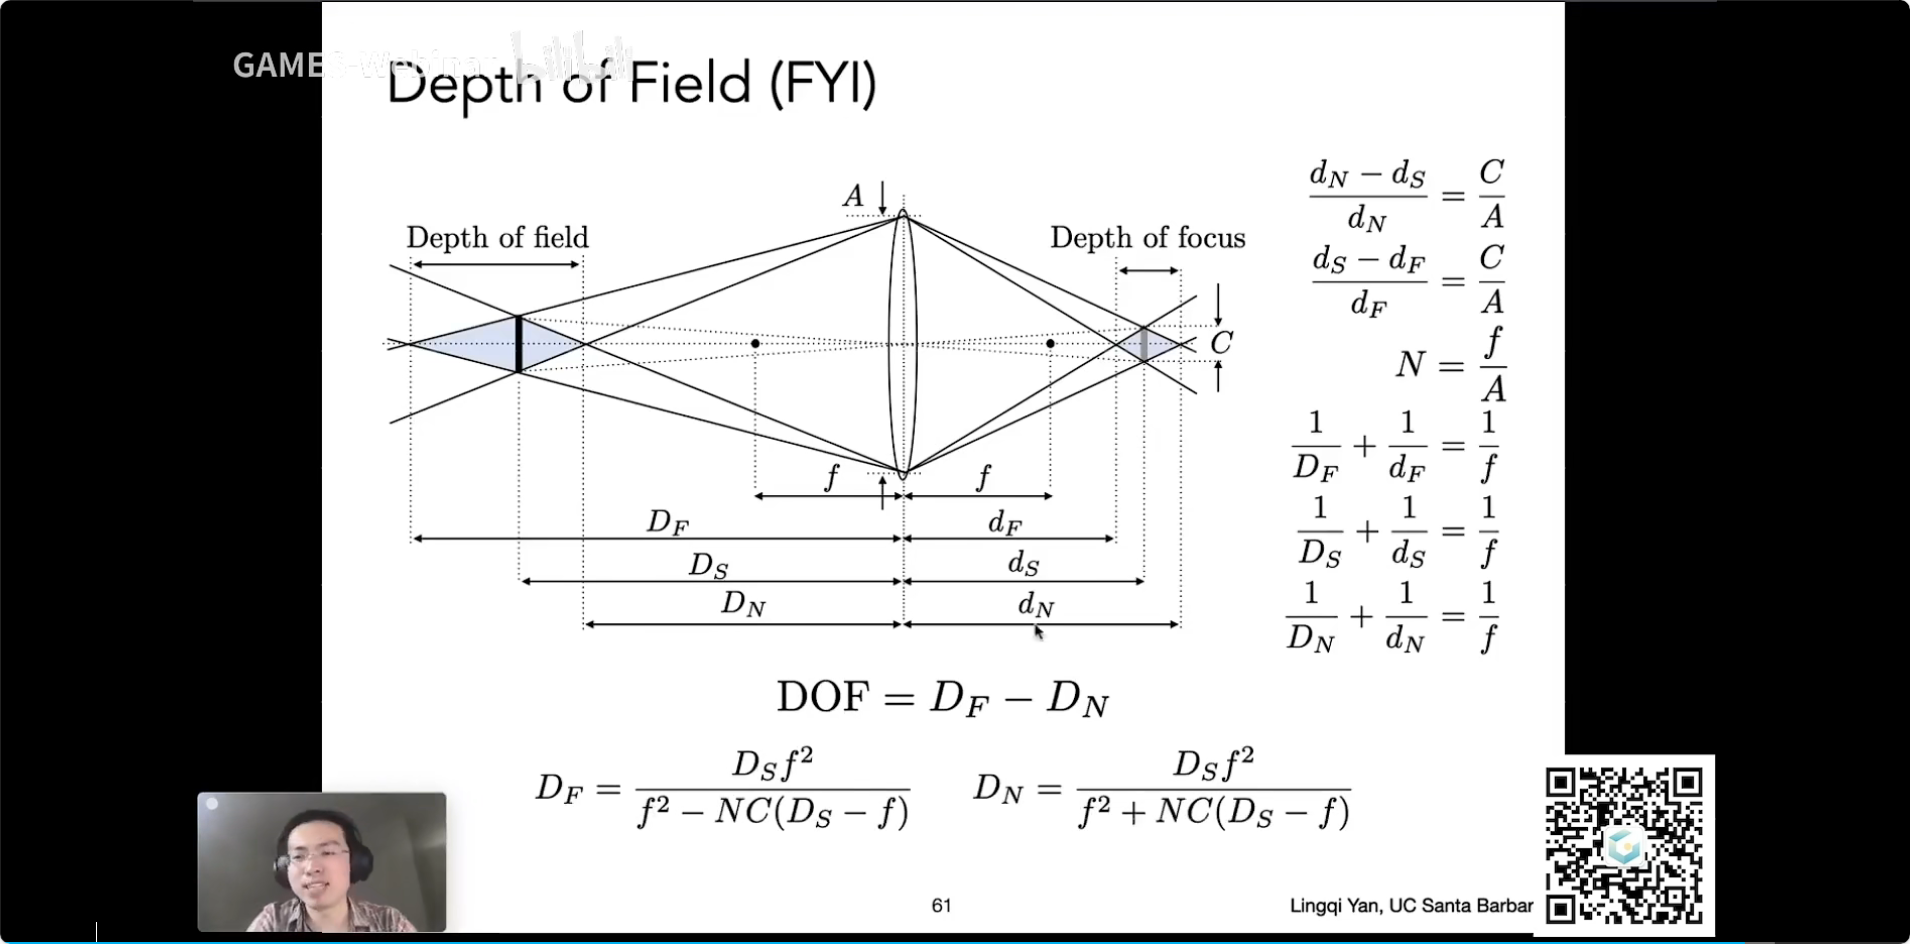 GAMES-Webinar bilibili
Depth of Field (FYI)
A
Depth of field
Depth of focus
C
f f
D_F d_F
D_S d_S
D_N d_N
\frac{d_N - d_S}{d_N} = \frac{C}{A}
\frac{d_S - d_F}{d_F} = \frac{C}{A}
N = \frac{f}{A}
\frac{1}{D_F} + \frac{1}{d_F} = \frac{1}{f}
\frac{1}{D_S} + \frac{1}{d_S} = \frac{1}{f}
\frac{1}{D_N} + \frac{1}{d_N} = \frac{1}{f}
DOF = D_F − D_N
D_F = \frac{D_S f^2}{f^2 - NC(D_S - f)} D_N = \frac{D_S f^2}{f^2 + NC(D_S - f)}
61
Lingqi Yan, UC Santa Barbar